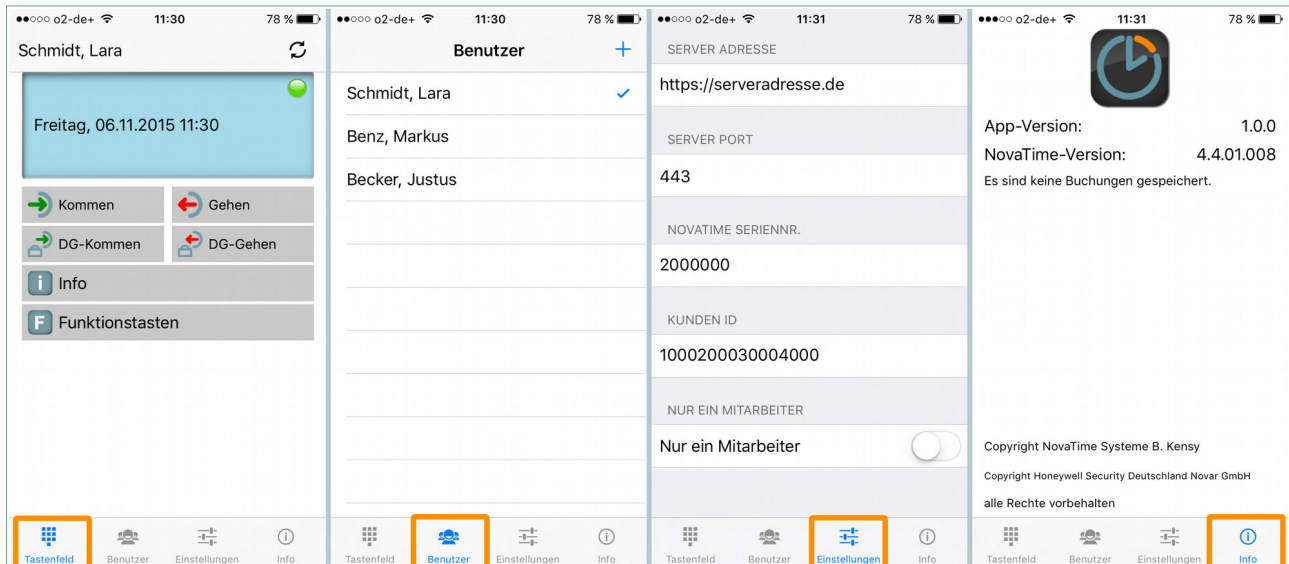 o2-de+ 11:30 78 %
Schmidt, Lara
Freitag, 06.11.2015 11:30
Kommen
Gehen
DG-Kommen
DG-Gehen
i Info
F Funktionstasten
Tastenfeld Benutzer Einstellungen Info
o2-de+ 11:30 78 %
Benutzer +
Schmidt, Lara
Benz, Markus
Becker, Justus
Tastenfeld Benutzer Einstellungen Info
o2-de+ 11:31 78 %
SERVER ADRESSE
https://serveradresse.de
SERVER PORT
443
NOVATIME SERIENNR.
2000000
KUNDEN ID
1000200030004000
NUR EIN MITARBEITER
Nur ein Mitarbeiter
Tastenfeld Benutzer Einstellungen Info
o2-de+ 11:31 78 %
App-Version: 1.0.0
NovaTime-Version: 4.4.01.008
Es sind keine Buchungen gespeichert.
Copyright NovaTime Systeme B. Kensy
Copyright Honeywell Security Deutschland Novar GmbH
alle Rechte vorbehalten
Tastenfeld Benutzer Einstellungen Info